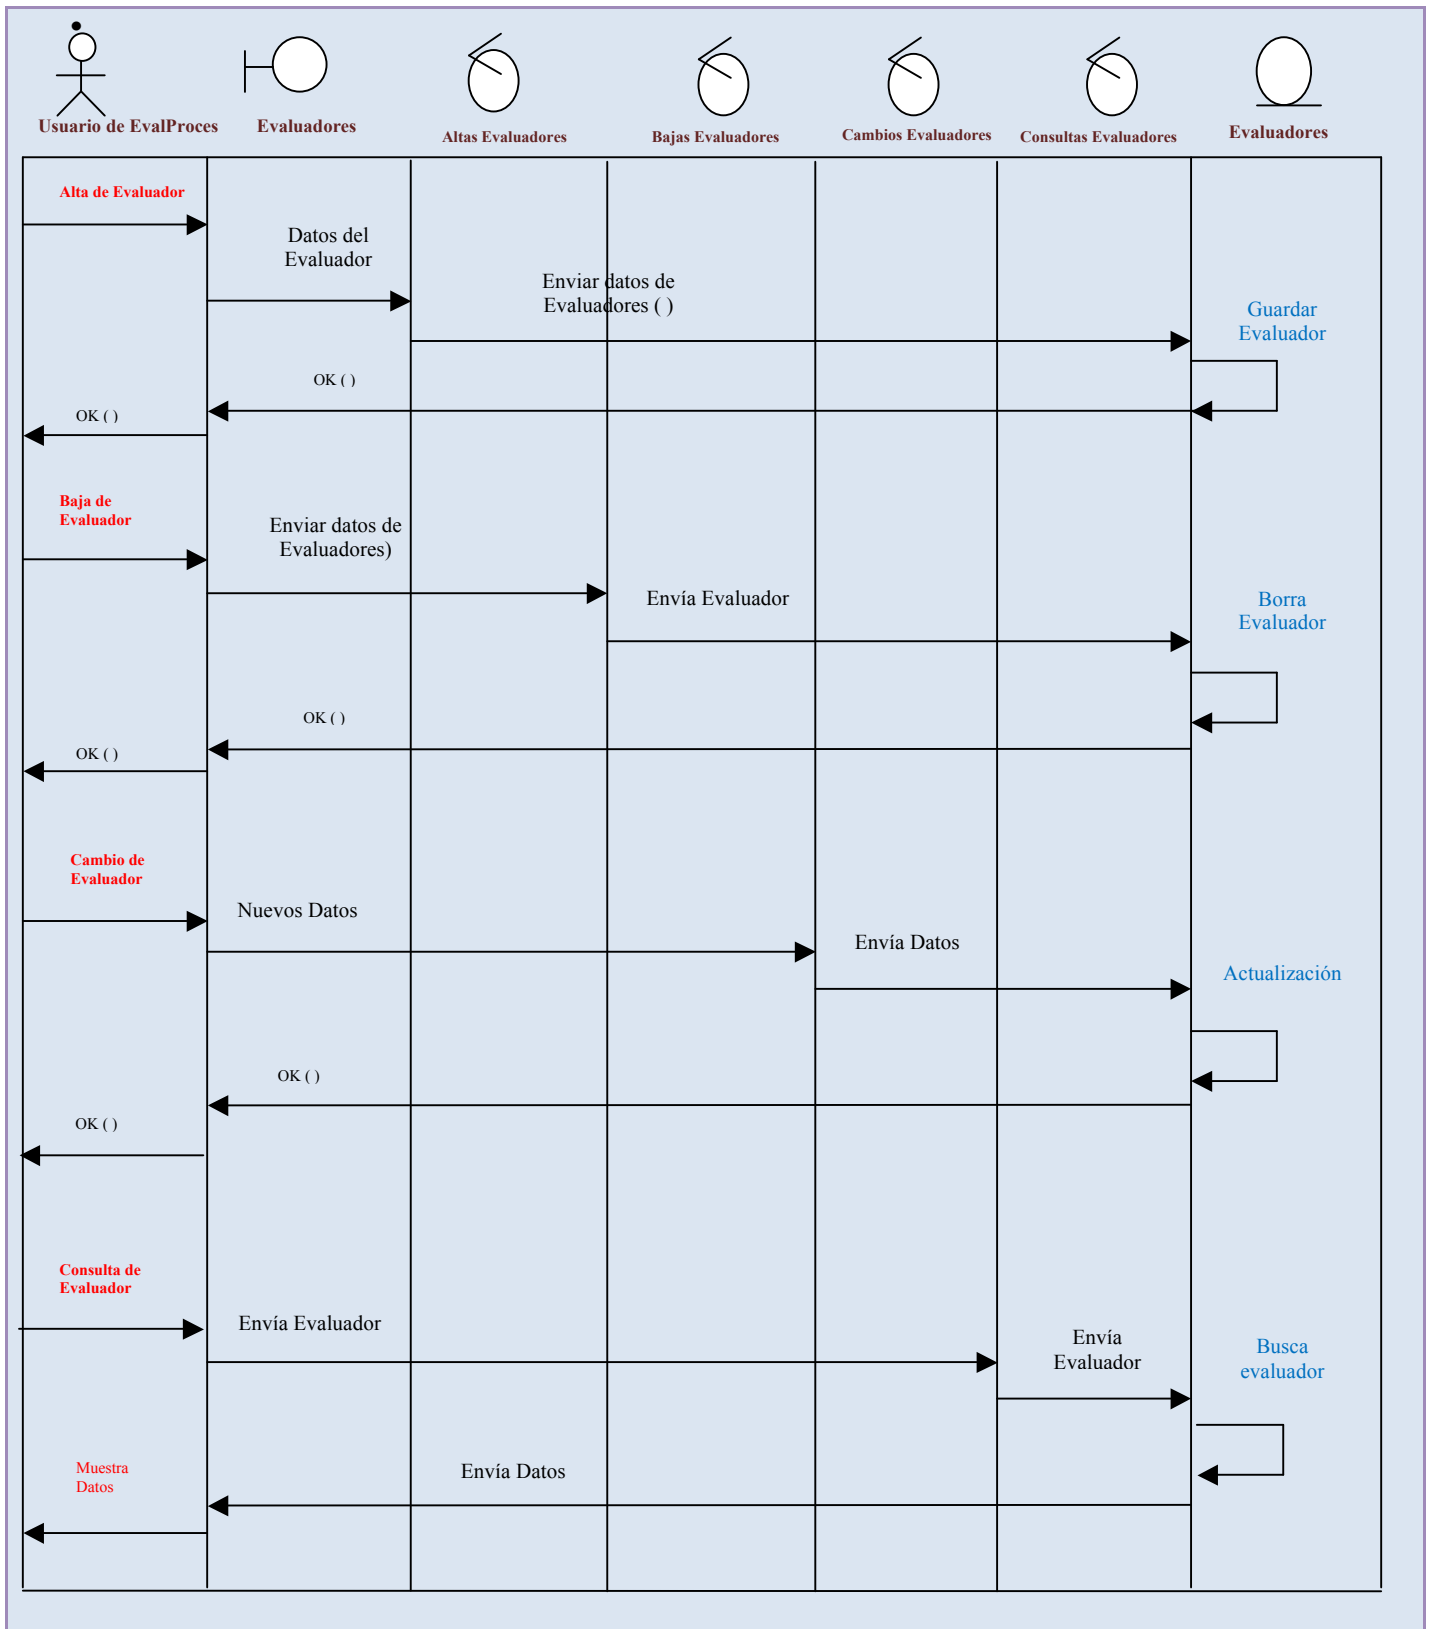 Usuario de EvalProces
Evaluadores
Altas Evaluadores
Bajas Evaluadores
Cambios Evaluadores
Consultas Evaluadores
Evaluadores
Alta de Evaluador
Datos del
Evaluador
Enviar datos de
Evaluadores ( )
Guardar
Evaluador
OK ( )
OK ( )
Baja de
Evaluador
Enviar datos de
Evaluadores)
Envía Evaluador
Borra
Evaluador
OK ( )
OK ( )
Cambio de
Evaluador
Nuevos Datos
Envía Datos
Actualización
OK ( )
OK ( )
Consulta de
Evaluador
Envía Evaluador
Envía
Evaluador
Busca
evaluador
Muestra
Datos
Envía Datos